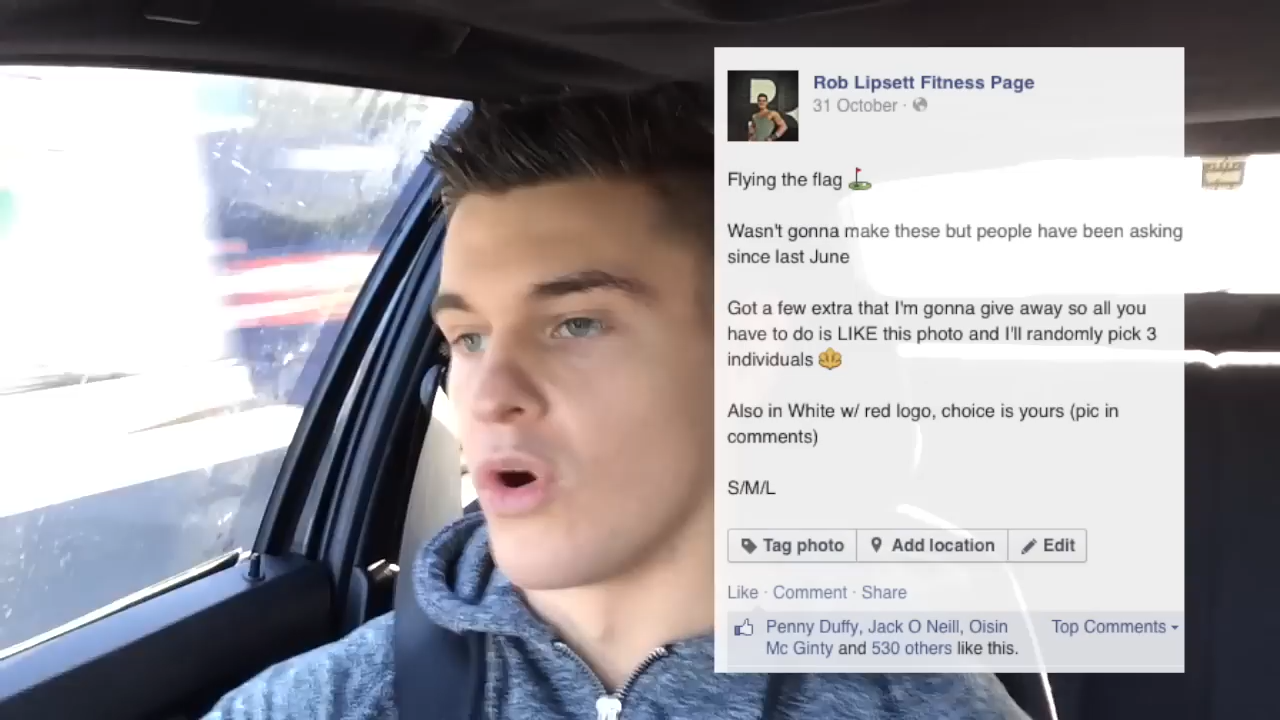 Rob Lipsett Fitness Page
31 October ·
Flying the flag ⛳
Wasn't gonna make these but people have been asking
since last June
Got a few extra that I'm gonna give away so all you
have to do is LIKE this photo and I'll randomly pick 3
individuals 🍁
Also in White w/ red logo, choice is yours (pic in
comments)
S/M/L
Tag photo Add location Edit
Like · Comment · Share
Penny Duffy, Jack O Neill, Oisin Top Comments
Mc Ginty and 530 others like this.